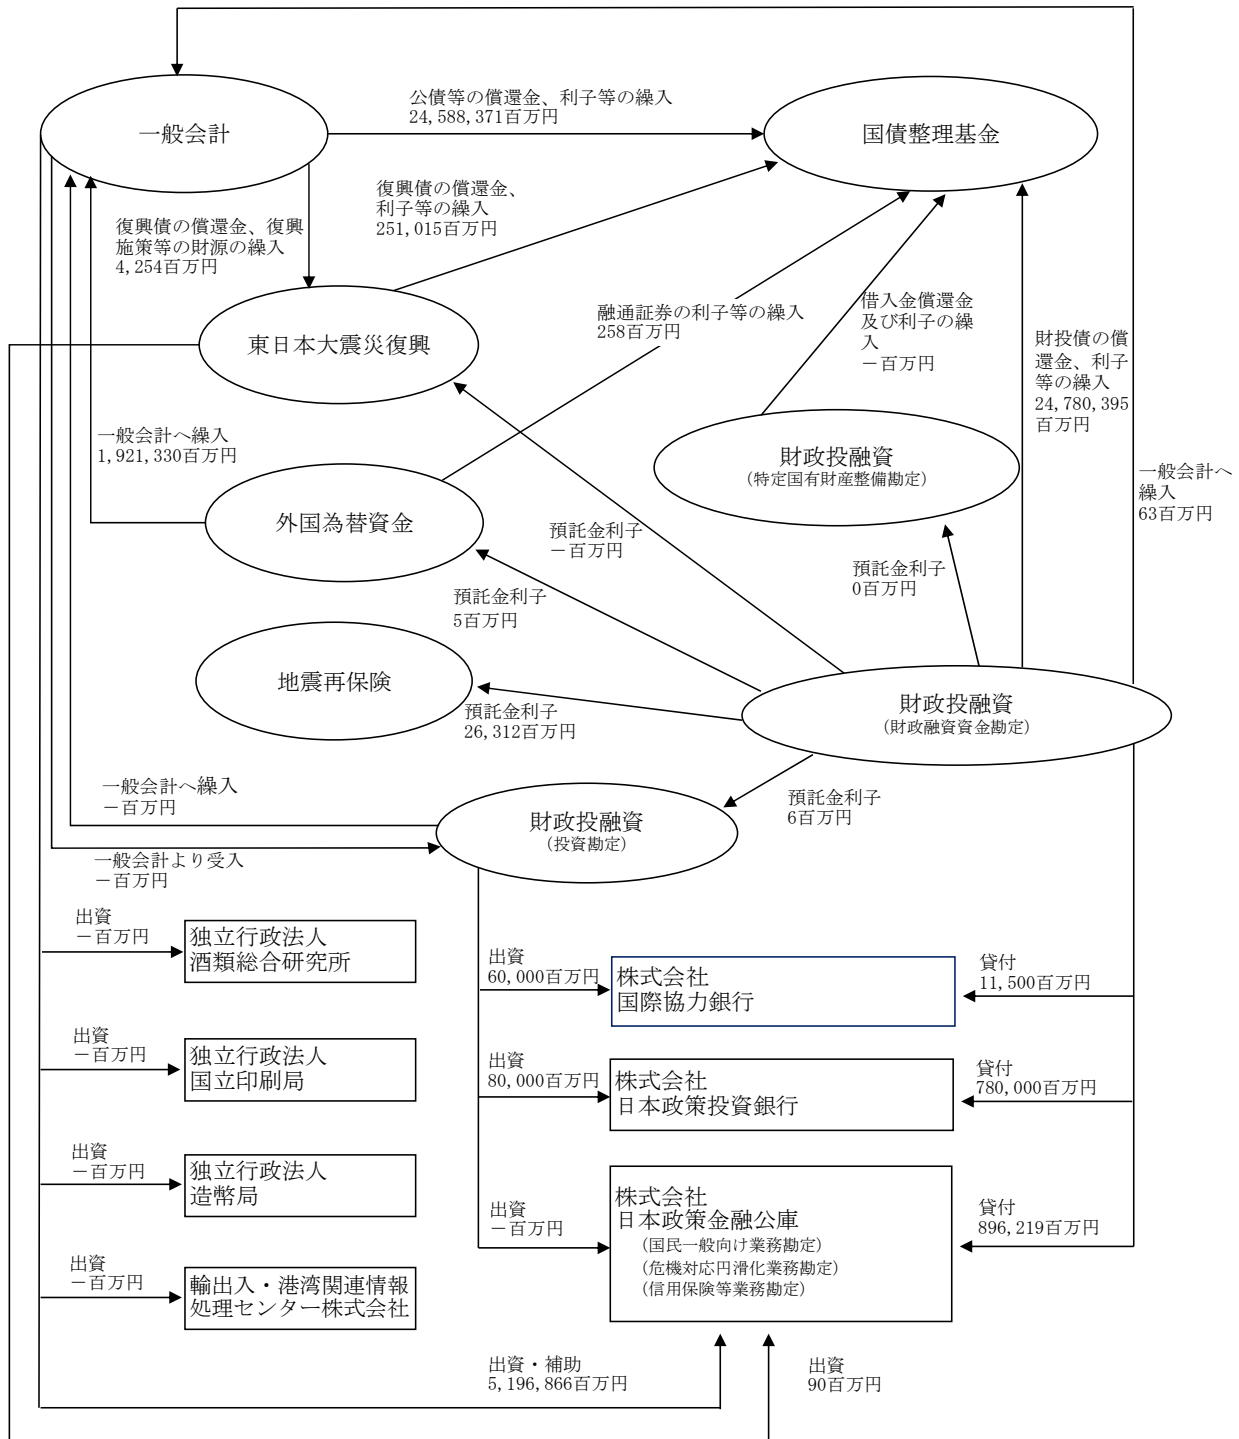 公債等の償還金、利子等の繰入
24,588,371百万円
一般会計
国債整理基金
復興債の償還金、
利子等の繰入
251,015百万円
復興債の償還金、復興
施策等の財源の繰入
4,254百万円
融通証券の利子等の繰入
258百万円
借入金償還金
及び利子の繰
入
－百万円
財投債の償
還金、利子
等の繰入
24,780,395
百万円
東日本大震災復興
一般会計へ繰入
1,921,330百万円
財政投融資
(特定国有財産整備勘定)
一般会計へ
繰入
63百万円
外国為替資金
預託金利子
－百万円
預託金利子
0百万円
預託金利子
5百万円
地震再保険
預託金利子
26,312百万円
財政投融資
(財政融資資金勘定)
一般会計へ繰入
－百万円
預託金利子
6百万円
財政投融資
(投資勘定)
一般会計より受入
－百万円
出資
－百万円
独立行政法人
酒類総合研究所
出資
60,000百万円
株式会社
国際協力銀行
貸付
11,500百万円
出資
－百万円
独立行政法人
国立印刷局
出資
80,000百万円
株式会社
日本政策投資銀行
貸付
780,000百万円
出資
－百万円
独立行政法人
造幣局
出資
－百万円
株式会社
日本政策金融公庫
(国民一般向け業務勘定)
(危機対応円滑化業務勘定)
(信用保険等業務勘定)
貸付
896,219百万円
出資
－百万円
輸出入・港湾関連情報
処理センター株式会社
出資・補助
5,196,866百万円
出資
90百万円